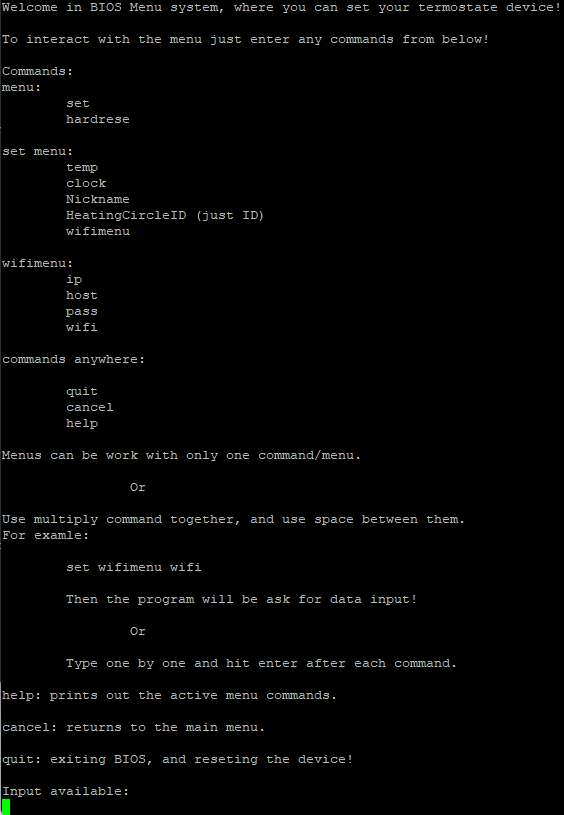 Welcome in BIOS Menu system, where you can set your termostate device!
To interact with the menu just enter any commands from below!
Commands:
menu:
set
hardrese
set menu:
temp
clock
Nickname
HeatingCircleID (just ID)
wifimenu
wifimenu:
ip
host
pass
wifi
commands anywhere:
quit
cancel
help
Menus can be work with only one command/menu.
Or
Use multiply command together, and use space between them.
For examle:
set wifimenu wifi
Then the program will be ask for data input!
Or
Type one by one and hit enter after each command.
help: prints out the active menu commands.
cancel: returns to the main menu.
quit: exiting BIOS, and reseting the device!
Input available: